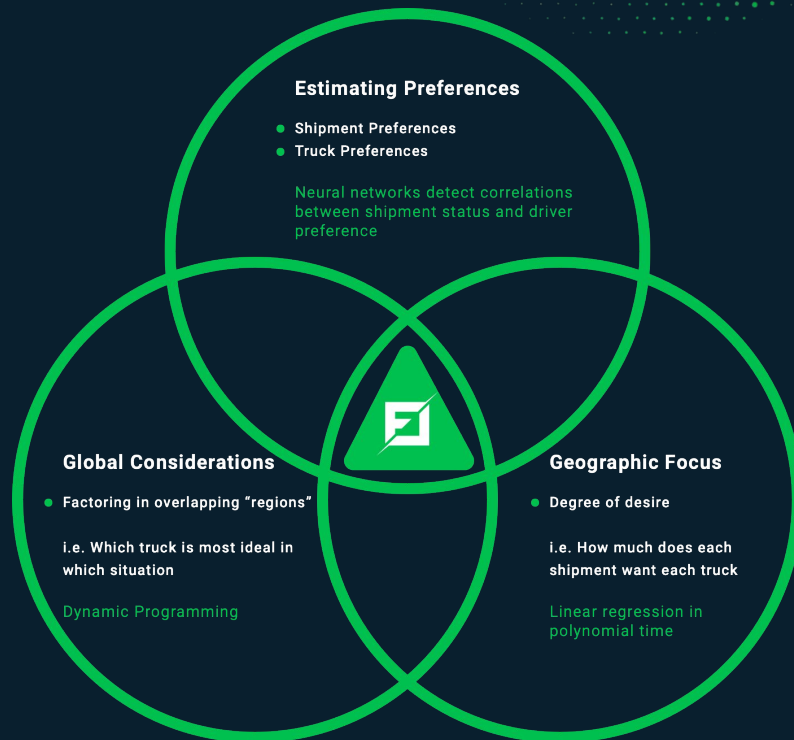 Estimating Preferences
Shipment Preferences
Truck Preferences
Neural networks detect correlations
between shipment status and driver
preference
Global Considerations
Factoring in overlapping “regions”
i.e. Which truck is most ideal in
which situation
Dynamic Programming
Geographic Focus
Degree of desire
i.e. How much does each
shipment want each truck
Linear regression in
polynomial time